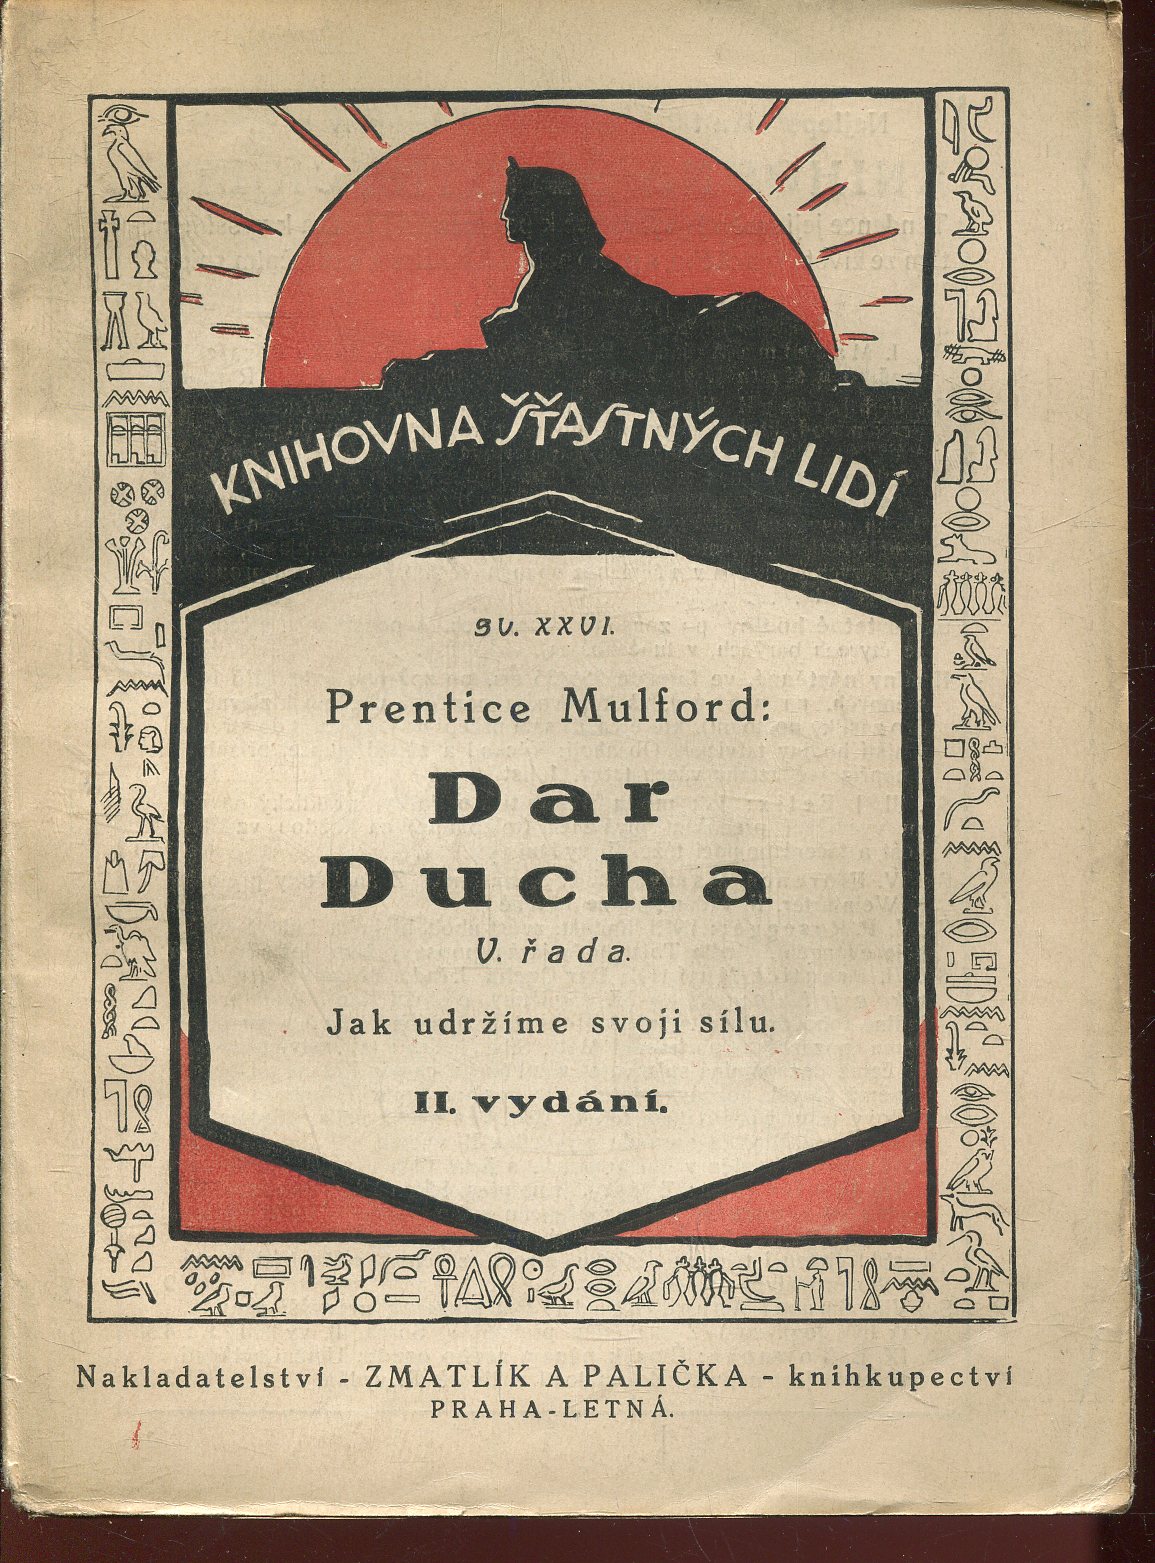 KNIHOVNA ŠŤASTNÝCH LIDÍ
SV. XXVI.
Prentice Mulford:
Dar
Ducha
V. řada.
Jak udržíme svoji sílu.
II. vydání.
Nakladatelství - ZMATLÍK A PALIČKA - knihkupectví
PRAHA-LETNÁ.